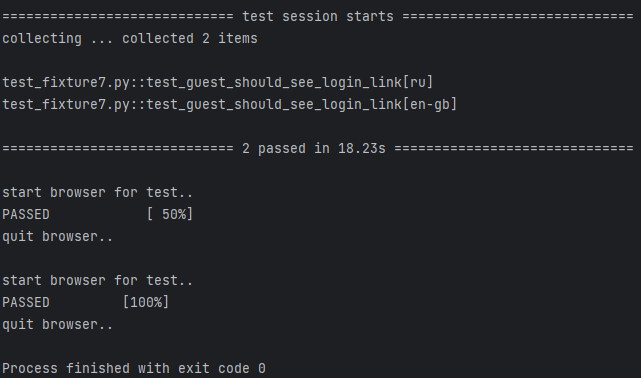 ============================= test session starts =============================
collecting ... collected 2 items
test_fixture7.py::test_guest_should_see_login_link[ru]
test_fixture7.py::test_guest_should_see_login_link[en-gb]
============================= 2 passed in 18.23s ==============================
start browser for test..
PASSED            [ 50%]
quit browser..
start browser for test..
PASSED         [100%]
quit browser..
Process finished with exit code 0